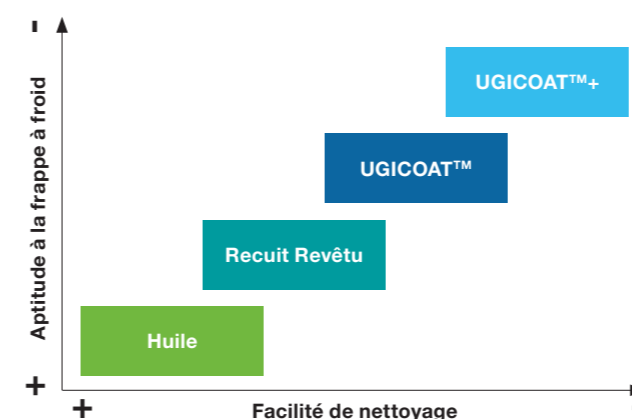 -
Aptitude à la frappe à froid
UGICOAT™+
UGICOAT™
Recuit Revêtu
Huile
+
+
Facilité de nettoyage